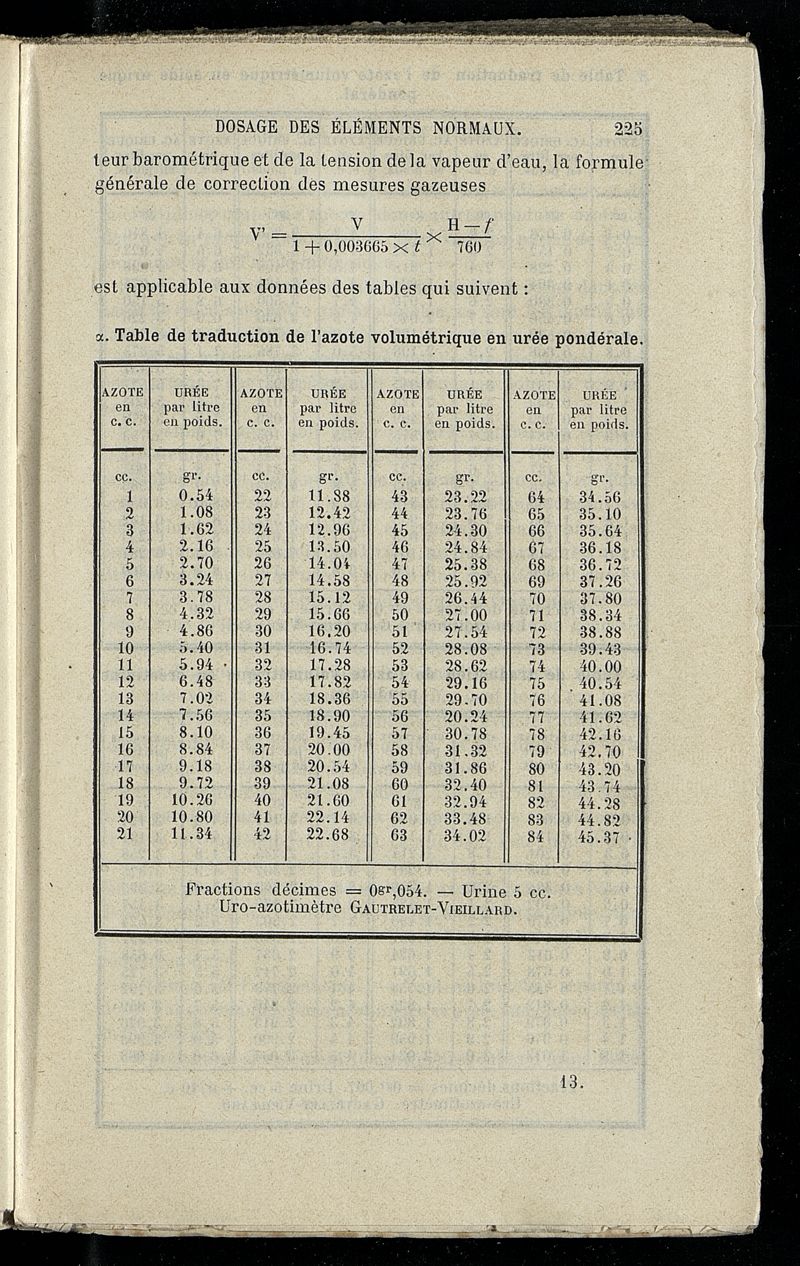 DOSAGE DES ÉLÉMENTS NORMAUX. 225
teur barométrique et de la tension de la vapeur d'eau, la formule
générale de correction des mesures gazeuses
V' = V / 1 + 0,003665 × t × H — f / 760
est applicable aux données des tables qui suivent :
α. Table de traduction de l'azote volumétrique en urée pondérale.
AZOTE URÉE AZOTE URÉE AZOTE URÉE AZOTE URÉE
en par litre en par litre en par litre en par litre
c. c. en poids. c. c. en poids. c. c. en poids. c. c. en poids.
cc. gr. cc. gr. cc. gr. cc. gr.
1 0.54 22 11.88 43 23.22 64 34.56
2 1.08 23 12.42 44 23.76 65 35.10
3 1.62 24 12.96 45 24.30 66 35.64
4 2.16 25 13.50 46 24.84 67 36.18
5 2.70 26 14.04 47 25.38 68 36.72
6 3.24 27 14.58 48 25.92 69 37.26
7 3.78 28 15.12 49 26.44 70 37.80
8 4.32 29 15.66 50 27.00 71 38.34
9 4.86 30 16.20 51 27.54 72 38.88
10 5.40 31 16.74 52 28.08 73 39.43
11 5.94 32 17.28 53 28.62 74 40.00
12 6.48 33 17.82 54 29.16 75 40.54
13 7.02 34 18.36 55 29.70 76 41.08
14 7.56 35 18.90 56 20.24 77 41.62
15 8.10 36 19.45 57 30.78 78 42.16
16 8.84 37 20.00 58 31.32 79 42.70
17 9.18 38 20.54 59 31.86 80 43.20
18 9.72 39 21.08 60 32.40 81 43.74
19 10.26 40 21.60 61 32.94 82 44.28
20 10.80 41 22.14 62 33.48 83 44.82
21 11.34 42 22.68 63 34.02 84 45.37
Fractions décimes = 0gr,054. — Urine 5 cc.
Uro-azotimètre GAUTRELET-VIEILLARD.
13.